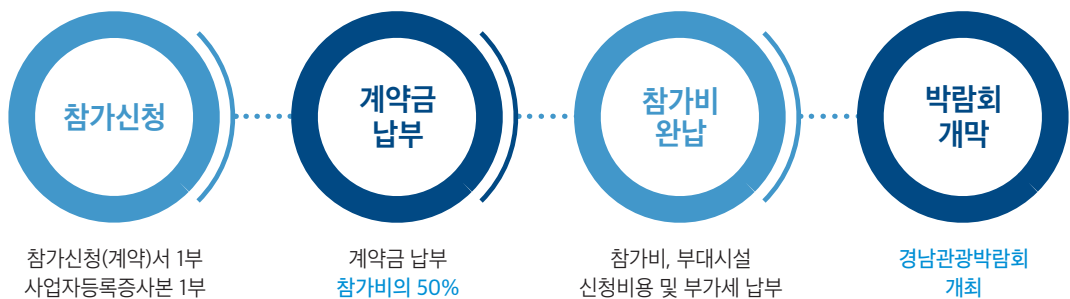 참가신청
참가신청(계약)서 1부
사업자등록증사본 1부
계약금
납부
계약금 납부
참가비의 50%
참가비
완납
참가비, 부대시설
신청비용 및 부가세 납부
박람회
개막
경남관광박람회
개최